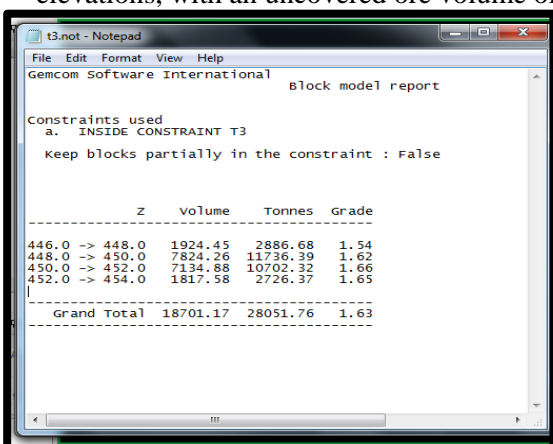 elevations, with an uncovered ore volume of
t3.not - Notepad
File Edit Format View Help
Gemcom Software International
Block model report
Constraints used
a. INSIDE CONSTRAINT T3
Keep blocks partially in the constraint : False
Z Volume Tonnes Grade
446.0 -> 448.0 1924.45 2886.68 1.54
448.0 -> 450.0 7824.26 11736.39 1.62
450.0 -> 452.0 7134.88 10702.32 1.66
452.0 -> 454.0 1817.58 2726.37 1.65
Grand Total 18701.17 28051.76 1.63